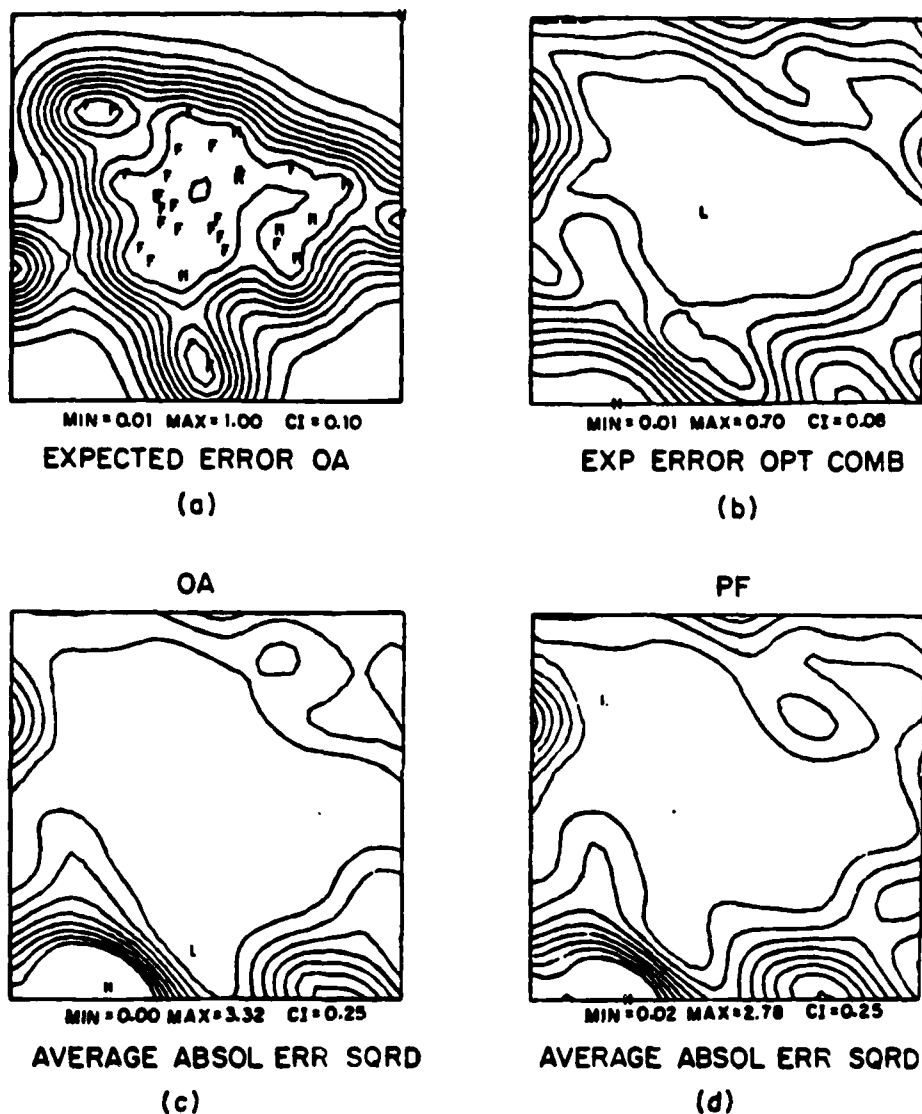 MIN = 0.01 MAX = 1.00 CI = 0.10
EXPECTED ERROR OA
(a)
MIN = 0.01 MAX = 0.70 CI = 0.06
EXP ERROR OPT COMB
(b)
OA
L
MIN = 0.00 MAX = 3.32 CI = 0.25
AVERAGE ABSOL ERR SQRD
(c)
PF
L
MIN = 0.02 MAX = 2.78 CI = 0.25
AVERAGE ABSOL ERR SQRD
(d)